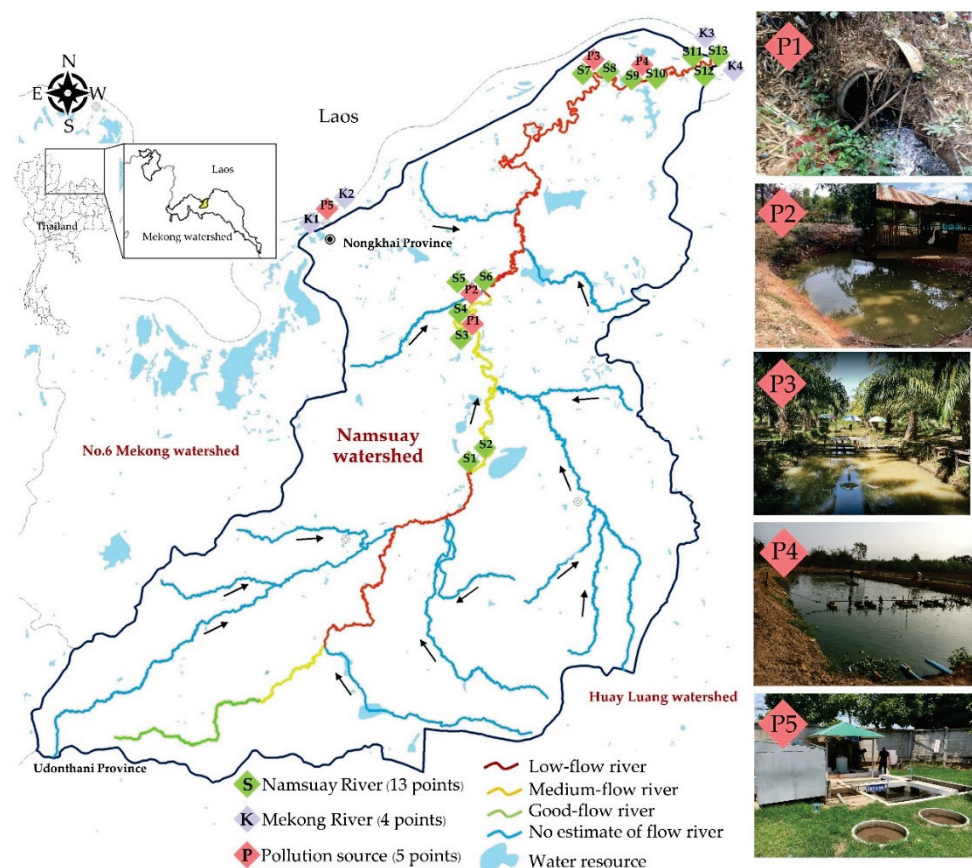 N
E
W
S
Laos
Laos
Thailand
Mekong watershed
K3
S11
S13
P3
P4
S7
S8
S9
S10
S12
K4
K2
P5
K1
Nongkhai Province
S5
S6
P2
S4
P1
S3
No.6 Mekong watershed
Namsuay
watershed
S2
S1
Huay Luang watershed
Udonthani Province
S Namsuay River (13 points)
K Mekong River (4 points)
P Pollution source (5 points)
Low-flow river
Medium-flow river
Good-flow river
No estimate of flow river
Water resource
P1
P2
P3
P4
P5